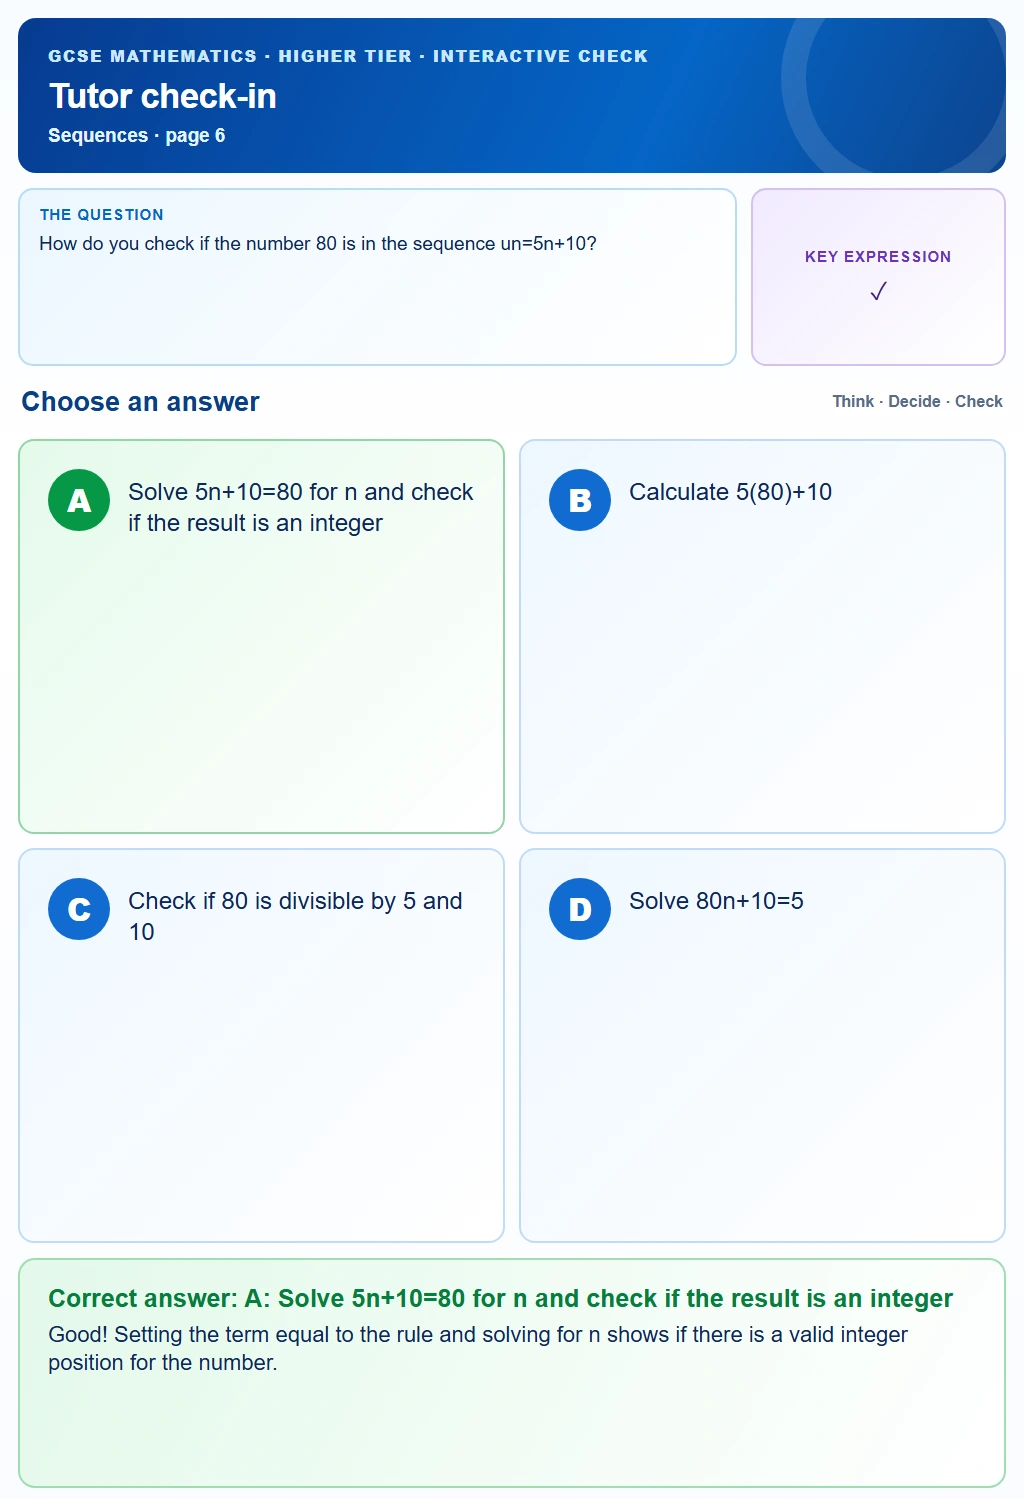 GCSE MATHEMATICS · HIGHER TIER · INTERACTIVE CHECK
Tutor check-in
Sequences · page 6
THE QUESTION
How do you check if the number 80 is in the sequence un=5n+10?
KEY EXPRESSION
✓
Choose an answer
Think · Decide · Check
A
Solve 5n+10=80 for n and check
if the result is an integer
B
Calculate 5(80)+10
C
Check if 80 is divisible by 5 and
10
D
Solve 80n+10=5
Correct answer: A: Solve 5n+10=80 for n and check if the result is an integer
Good! Setting the term equal to the rule and solving for n shows if there is a valid integer
position for the number.